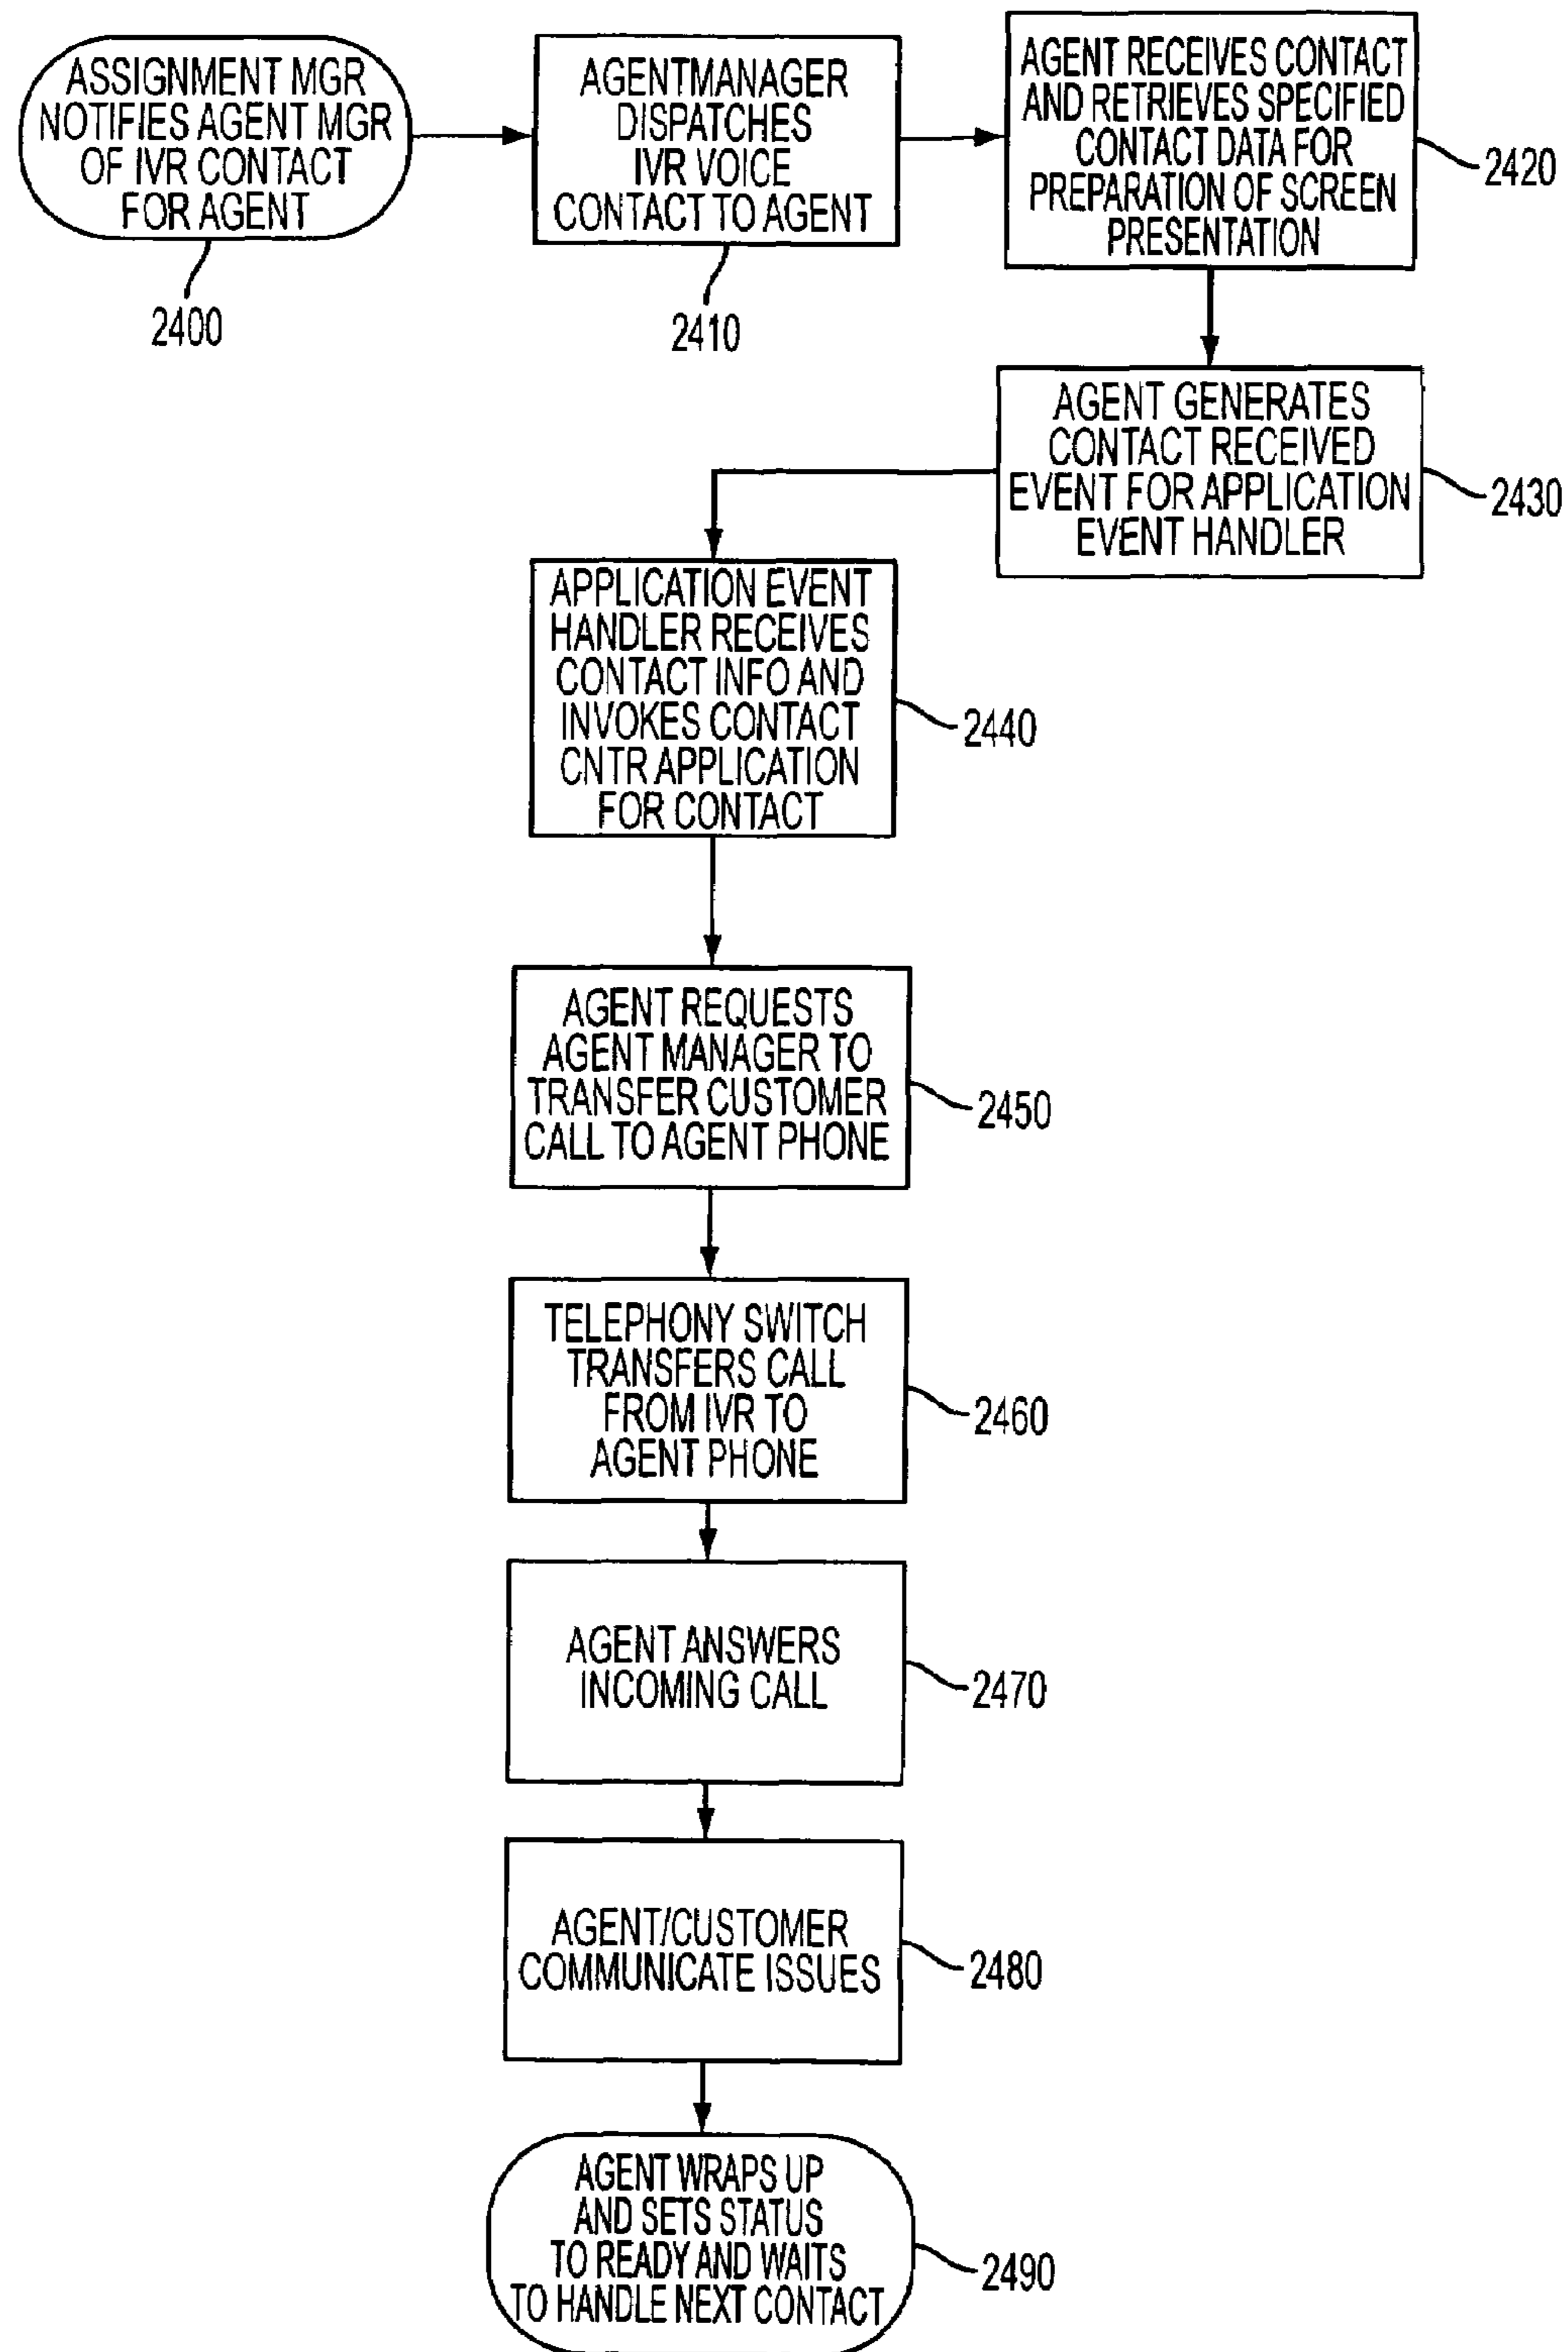 ASSIGNMENT MGR
NOTIFIES AGENT MGR
OF IVR CONTACT
FOR AGENT
2400
AGENTMANAGER
DISPATCHES
IVR VOICE
CONTACT TO AGENT
2410
AGENT RECEIVES CONTACT
AND RETRIEVES SPECIFIED
CONTACT DATA FOR
PREPARATION OF SCREEN
PRESENTATION
2420
AGENT GENERATES
CONTACT RECEIVED
EVENT FOR APPLICATION
EVENT HANDLER
2430
APPLICATION EVENT
HANDLER RECEIVES
CONTACT INFO AND
INVOKES CONTACT
CNTR APPLICATION
FOR CONTACT
2440
AGENT REQUESTS
AGENT MANAGER TO
TRANSFER CUSTOMER
CALL TO AGENT PHONE
2450
TELEPHONY SWITCH
TRANSFERS CALL
FROM IVR TO
AGENT PHONE
2460
AGENT ANSWERS
INCOMING CALL
2470
AGENT/CUSTOMER
COMMUNICATE ISSUES
2480
AGENT WRAPS UP
AND SETS STATUS
TO READY AND WAITS
TO HANDLE NEXT CONTACT
2490